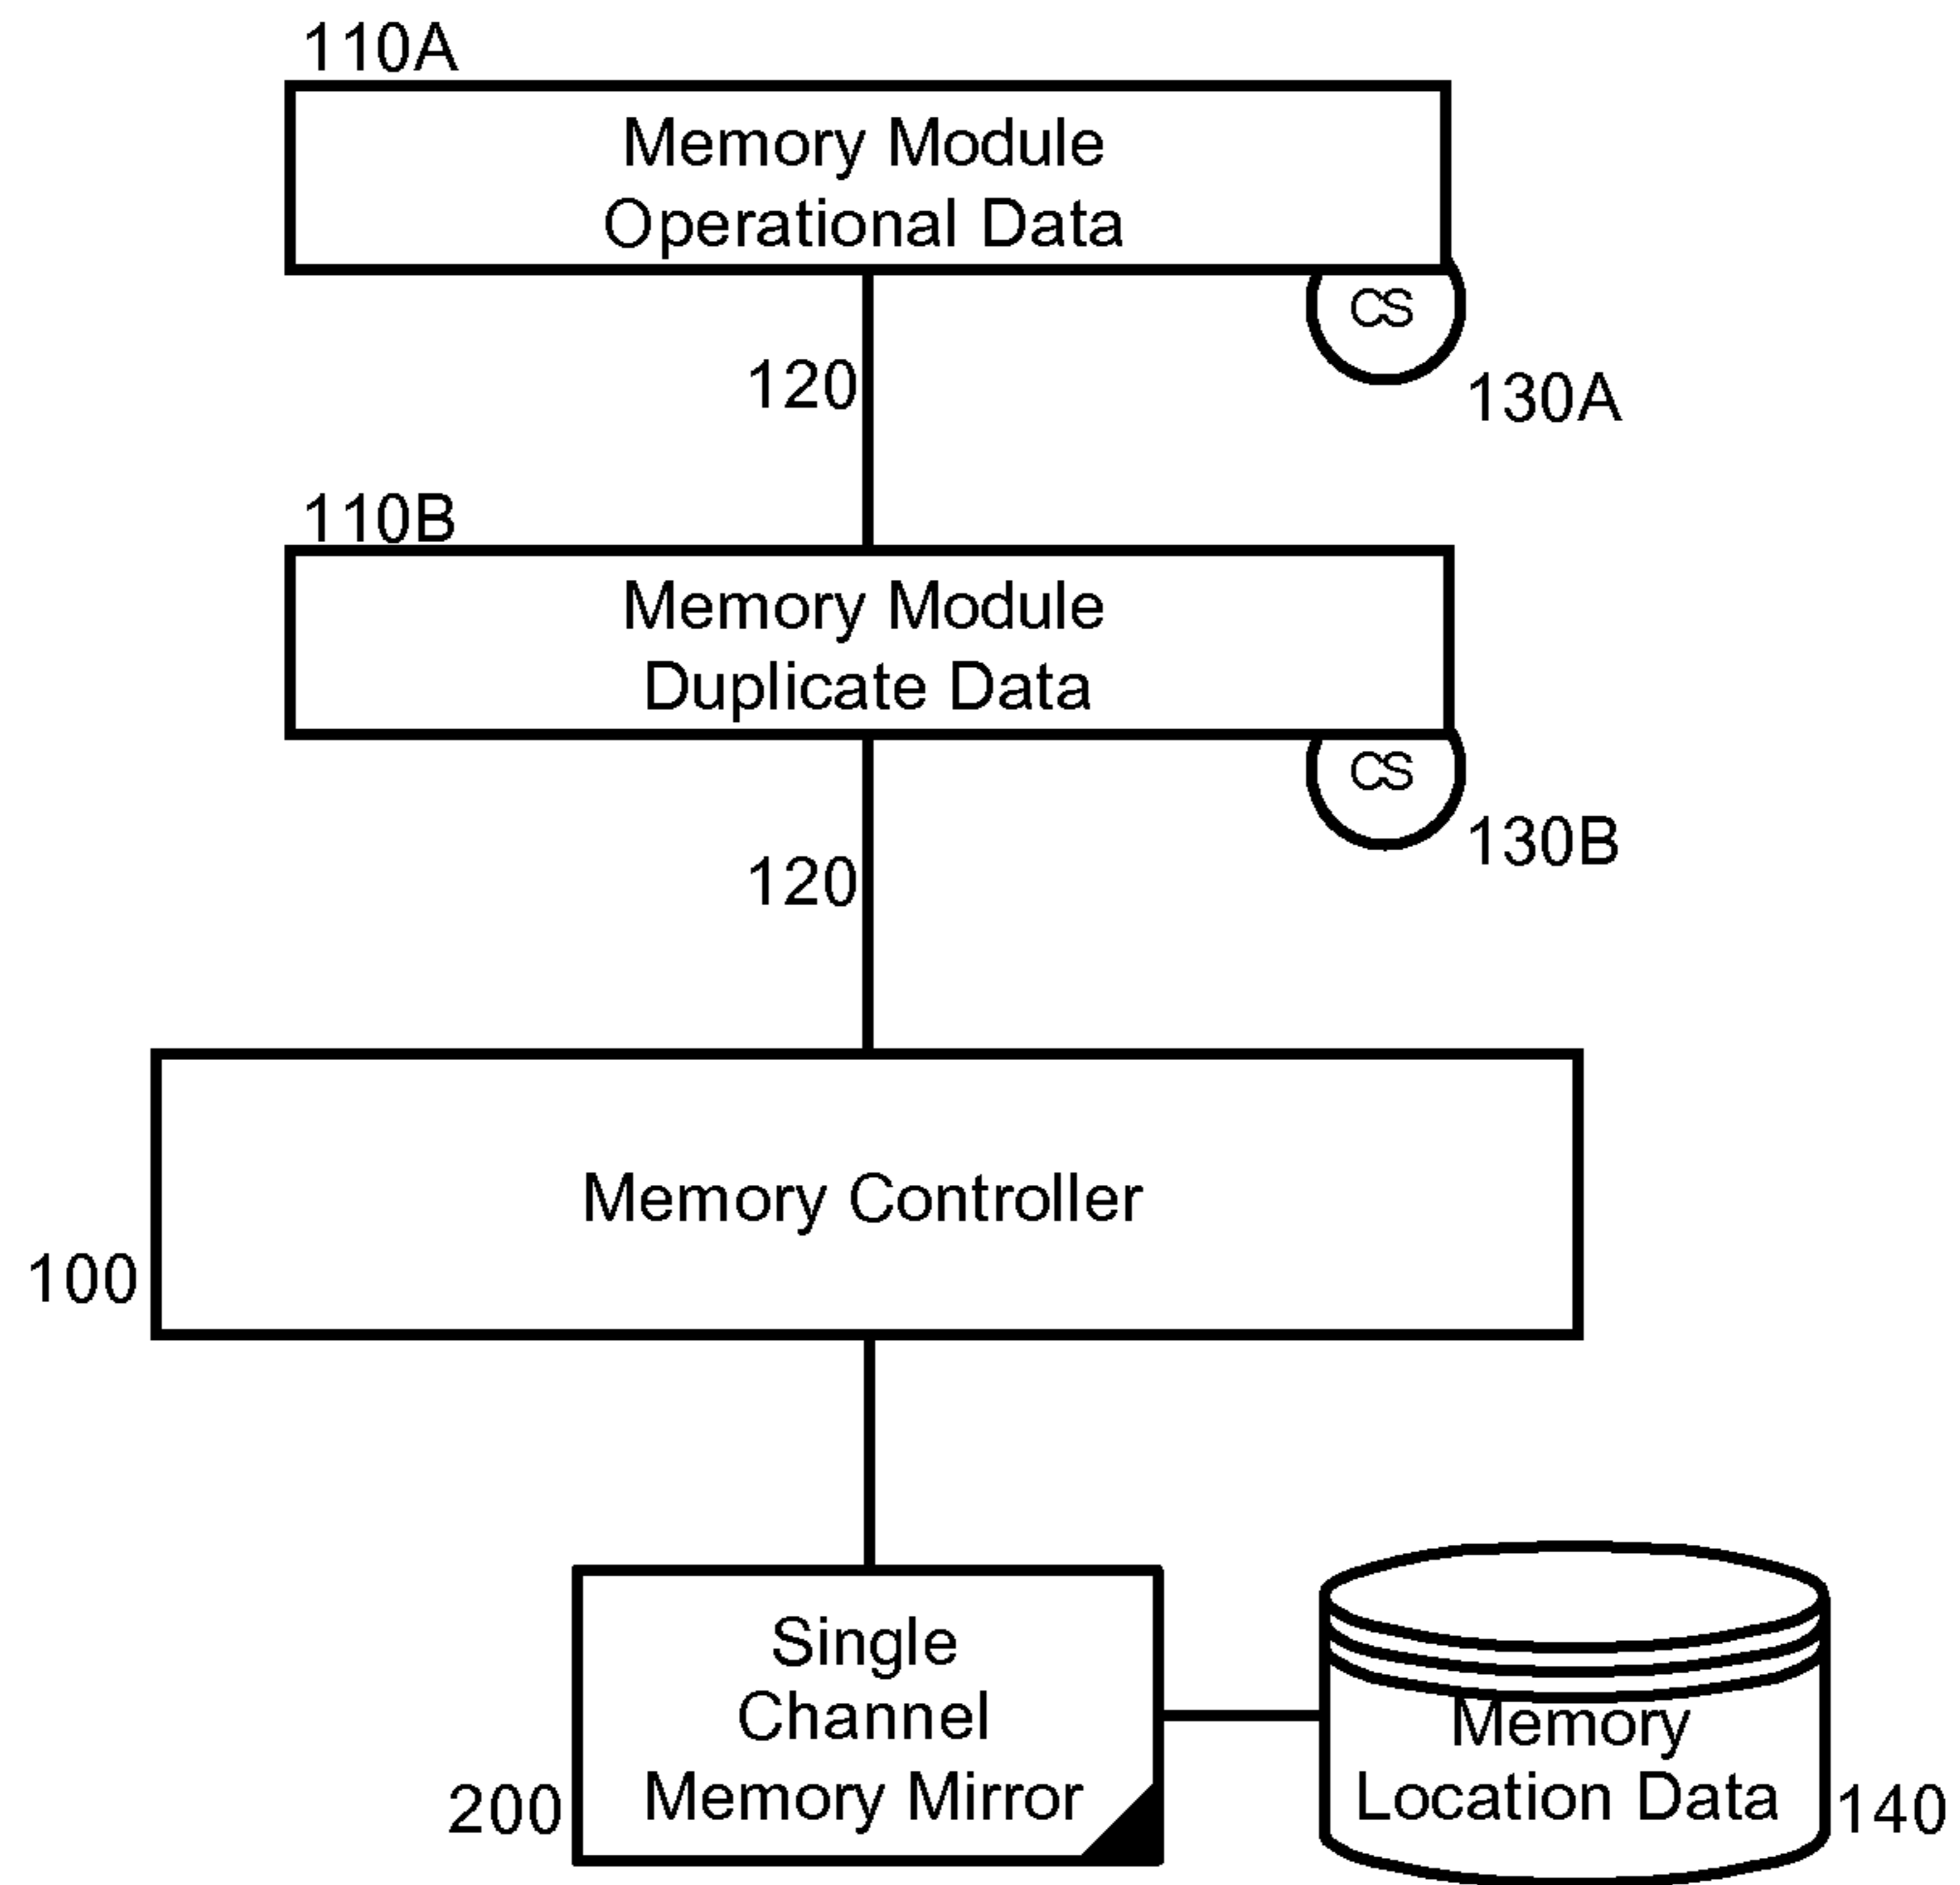 110A
Memory Module
Operational Data
CS
120
130A
110B
Memory Module
Duplicate Data
CS
130B
120
Memory Controller
100
Single
Channel
Memory Mirror
200
Memory
Location Data
140